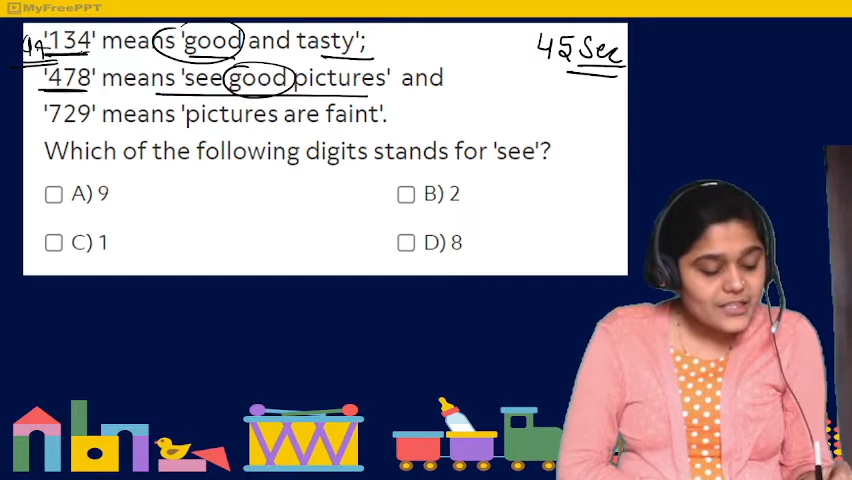 MyFreePPT
'134' means 'good and tasty';
45 Sec
'478' means 'see good pictures' and
'729' means 'pictures are faint'.
Which of the following digits stands for 'see'?
A) 9
B) 2
C) 1
D) 8